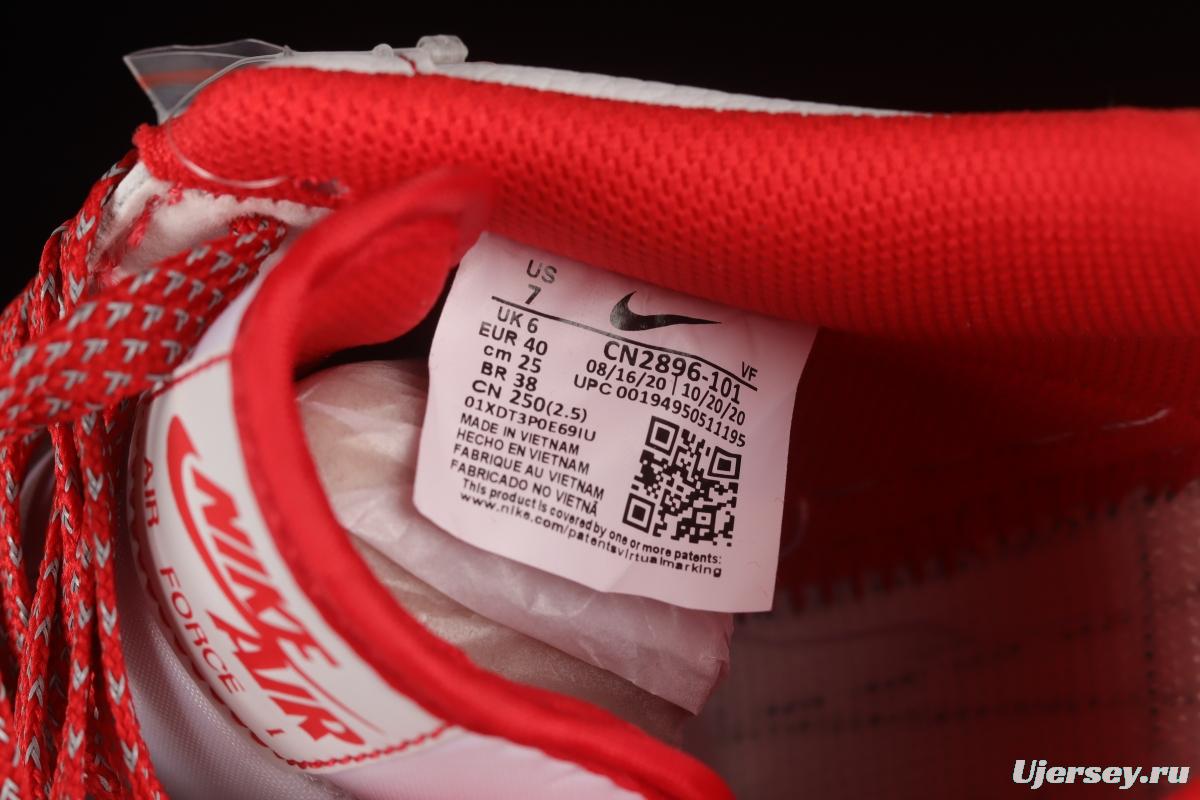 US
7
UK 6
EUR 40
cm 25
BR 38
CN 250(2.5)
01XDT3P0E69IU
MADE IN VIETNAM
HECHO EN VIETNAM
FABRIQUE AU VIETNAM
FABRICADO NO VIETNÃ
This product is covered by one or more patents:
www.nike.com/patentsvirtualmarking
VF
CN2896-101
08/16/20 | 10/20/20
UPC 00194950511195
NIKE
AIR
AIR FORCE 1
Ujersey.ru